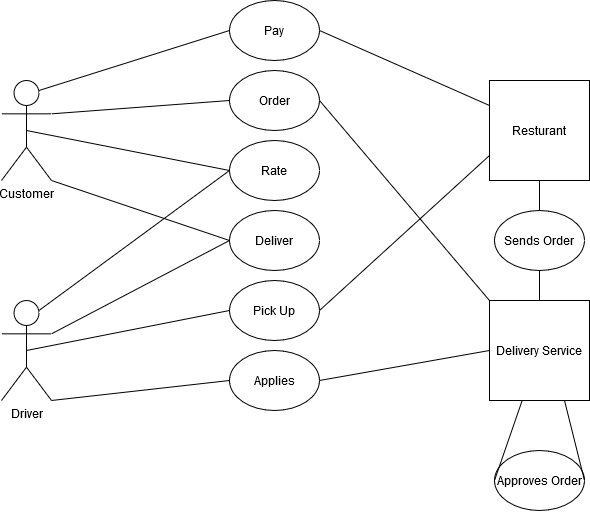 Pay
Order
Resturant
Rate
Customer
Deliver
Sends Order
Pick Up
Delivery Service
Applies
Driver
Approves Order